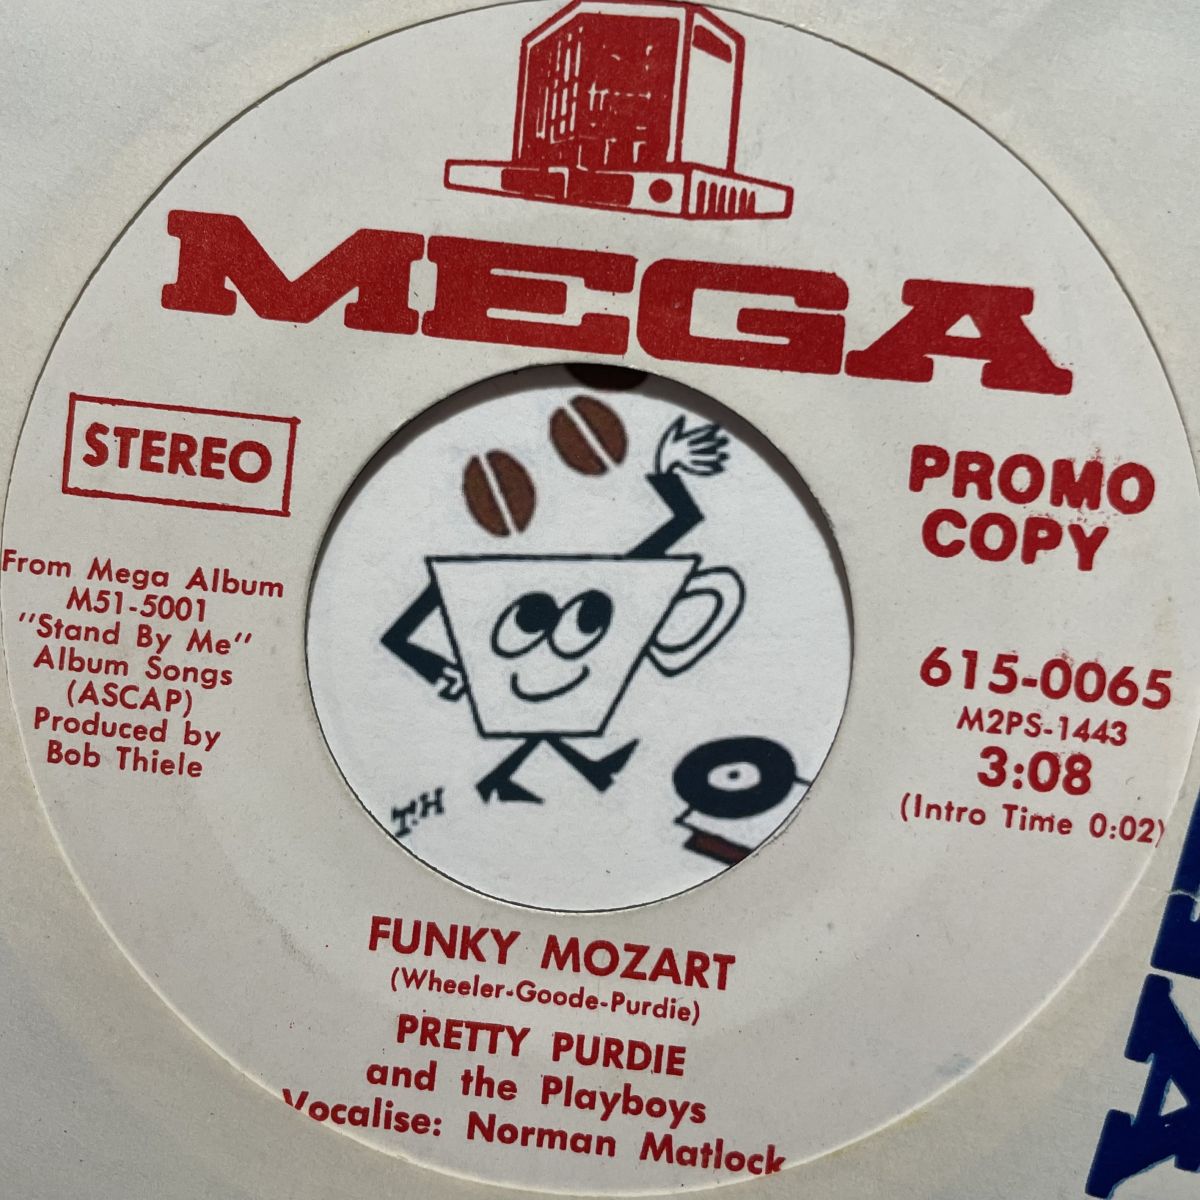 MEGA
STEREO
From Mega Album
M51-5001
"Stand By Me"
Album Songs
(ASCAP)
Produced by
Bob Thiele
PROMO
COPY
615-0065
M2PS-1443
3:08
(Intro Time 0:02)
T.H
FUNKY MOZART
(Wheeler-Goode-Purdie)
PRETTY PURDIE
and the Playboys
Vocalise: Norman Matlock